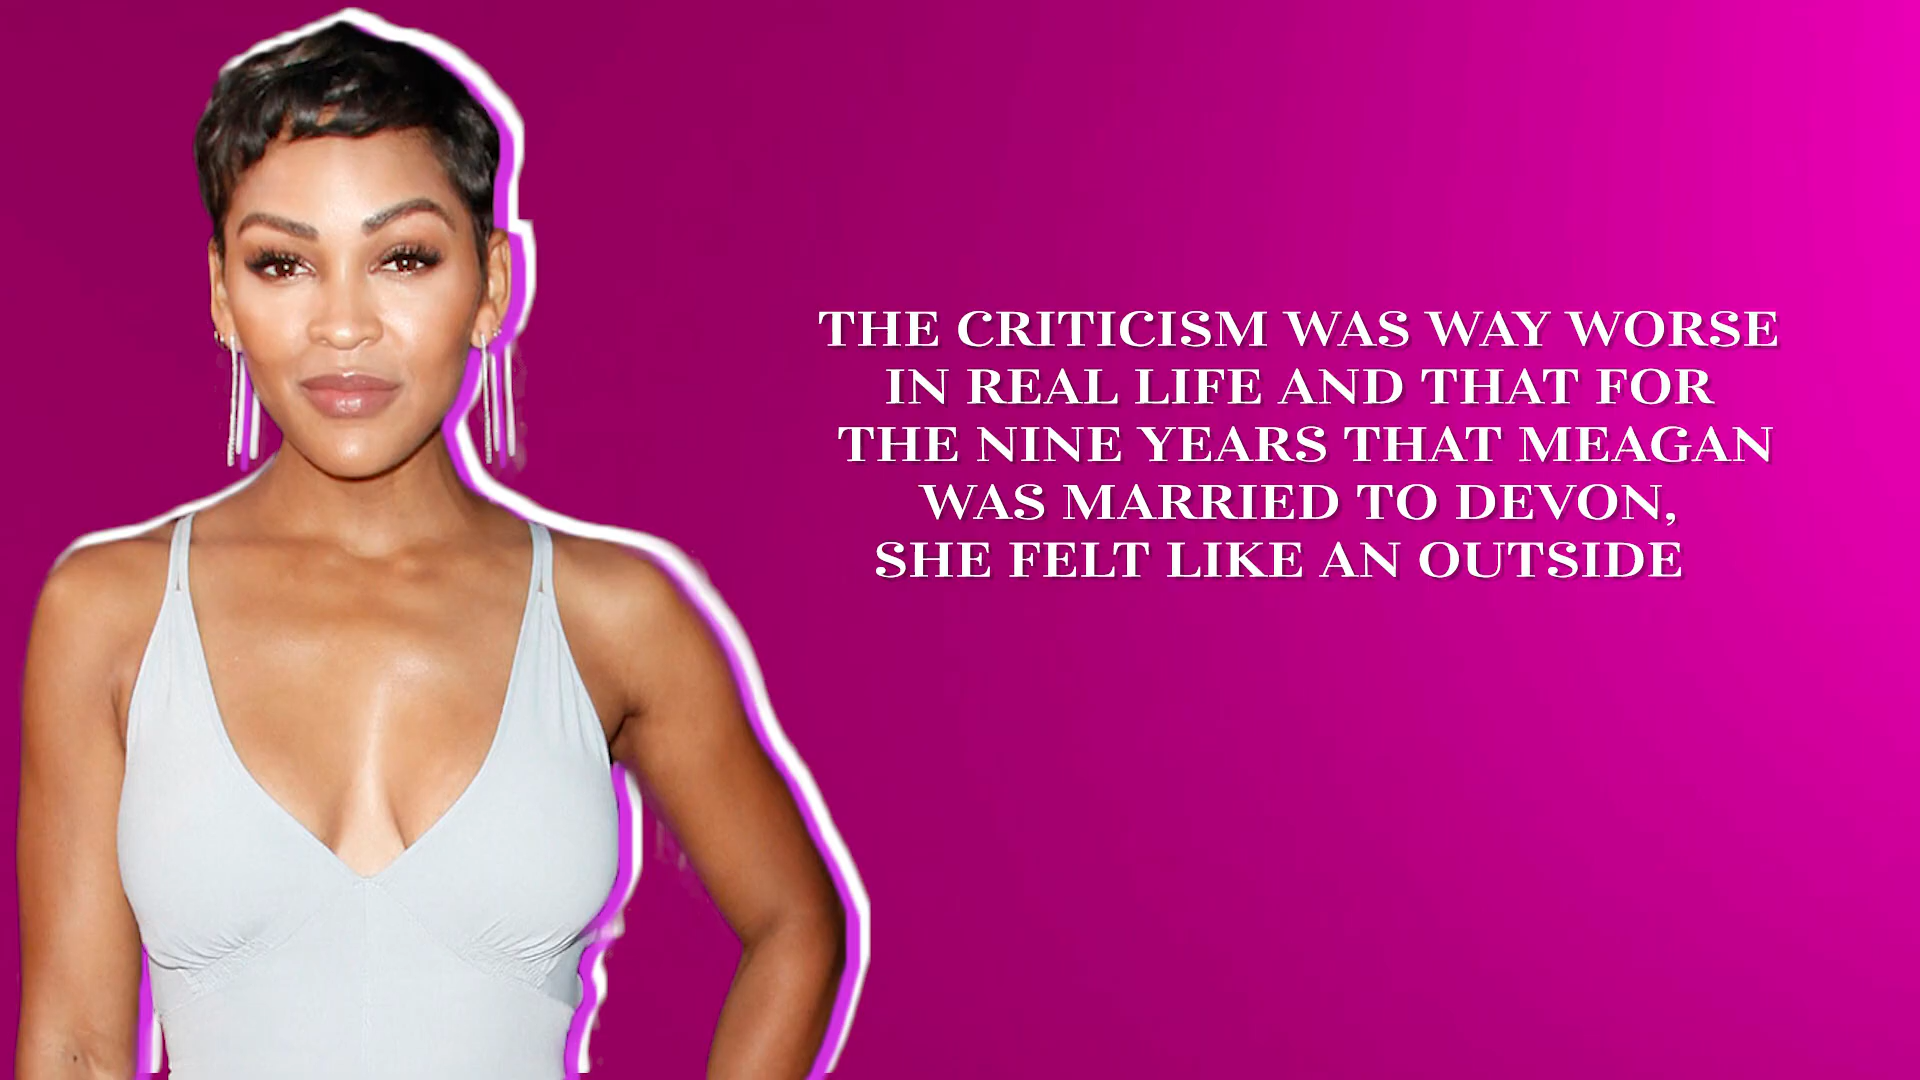 THE CRITICISM WAS WAY WORSE
IN REAL LIFE AND THAT FOR
THE NINE YEARS THAT MEAGAN
WAS MARRIED TO DEVON,
SHE FELT LIKE AN OUTSIDE